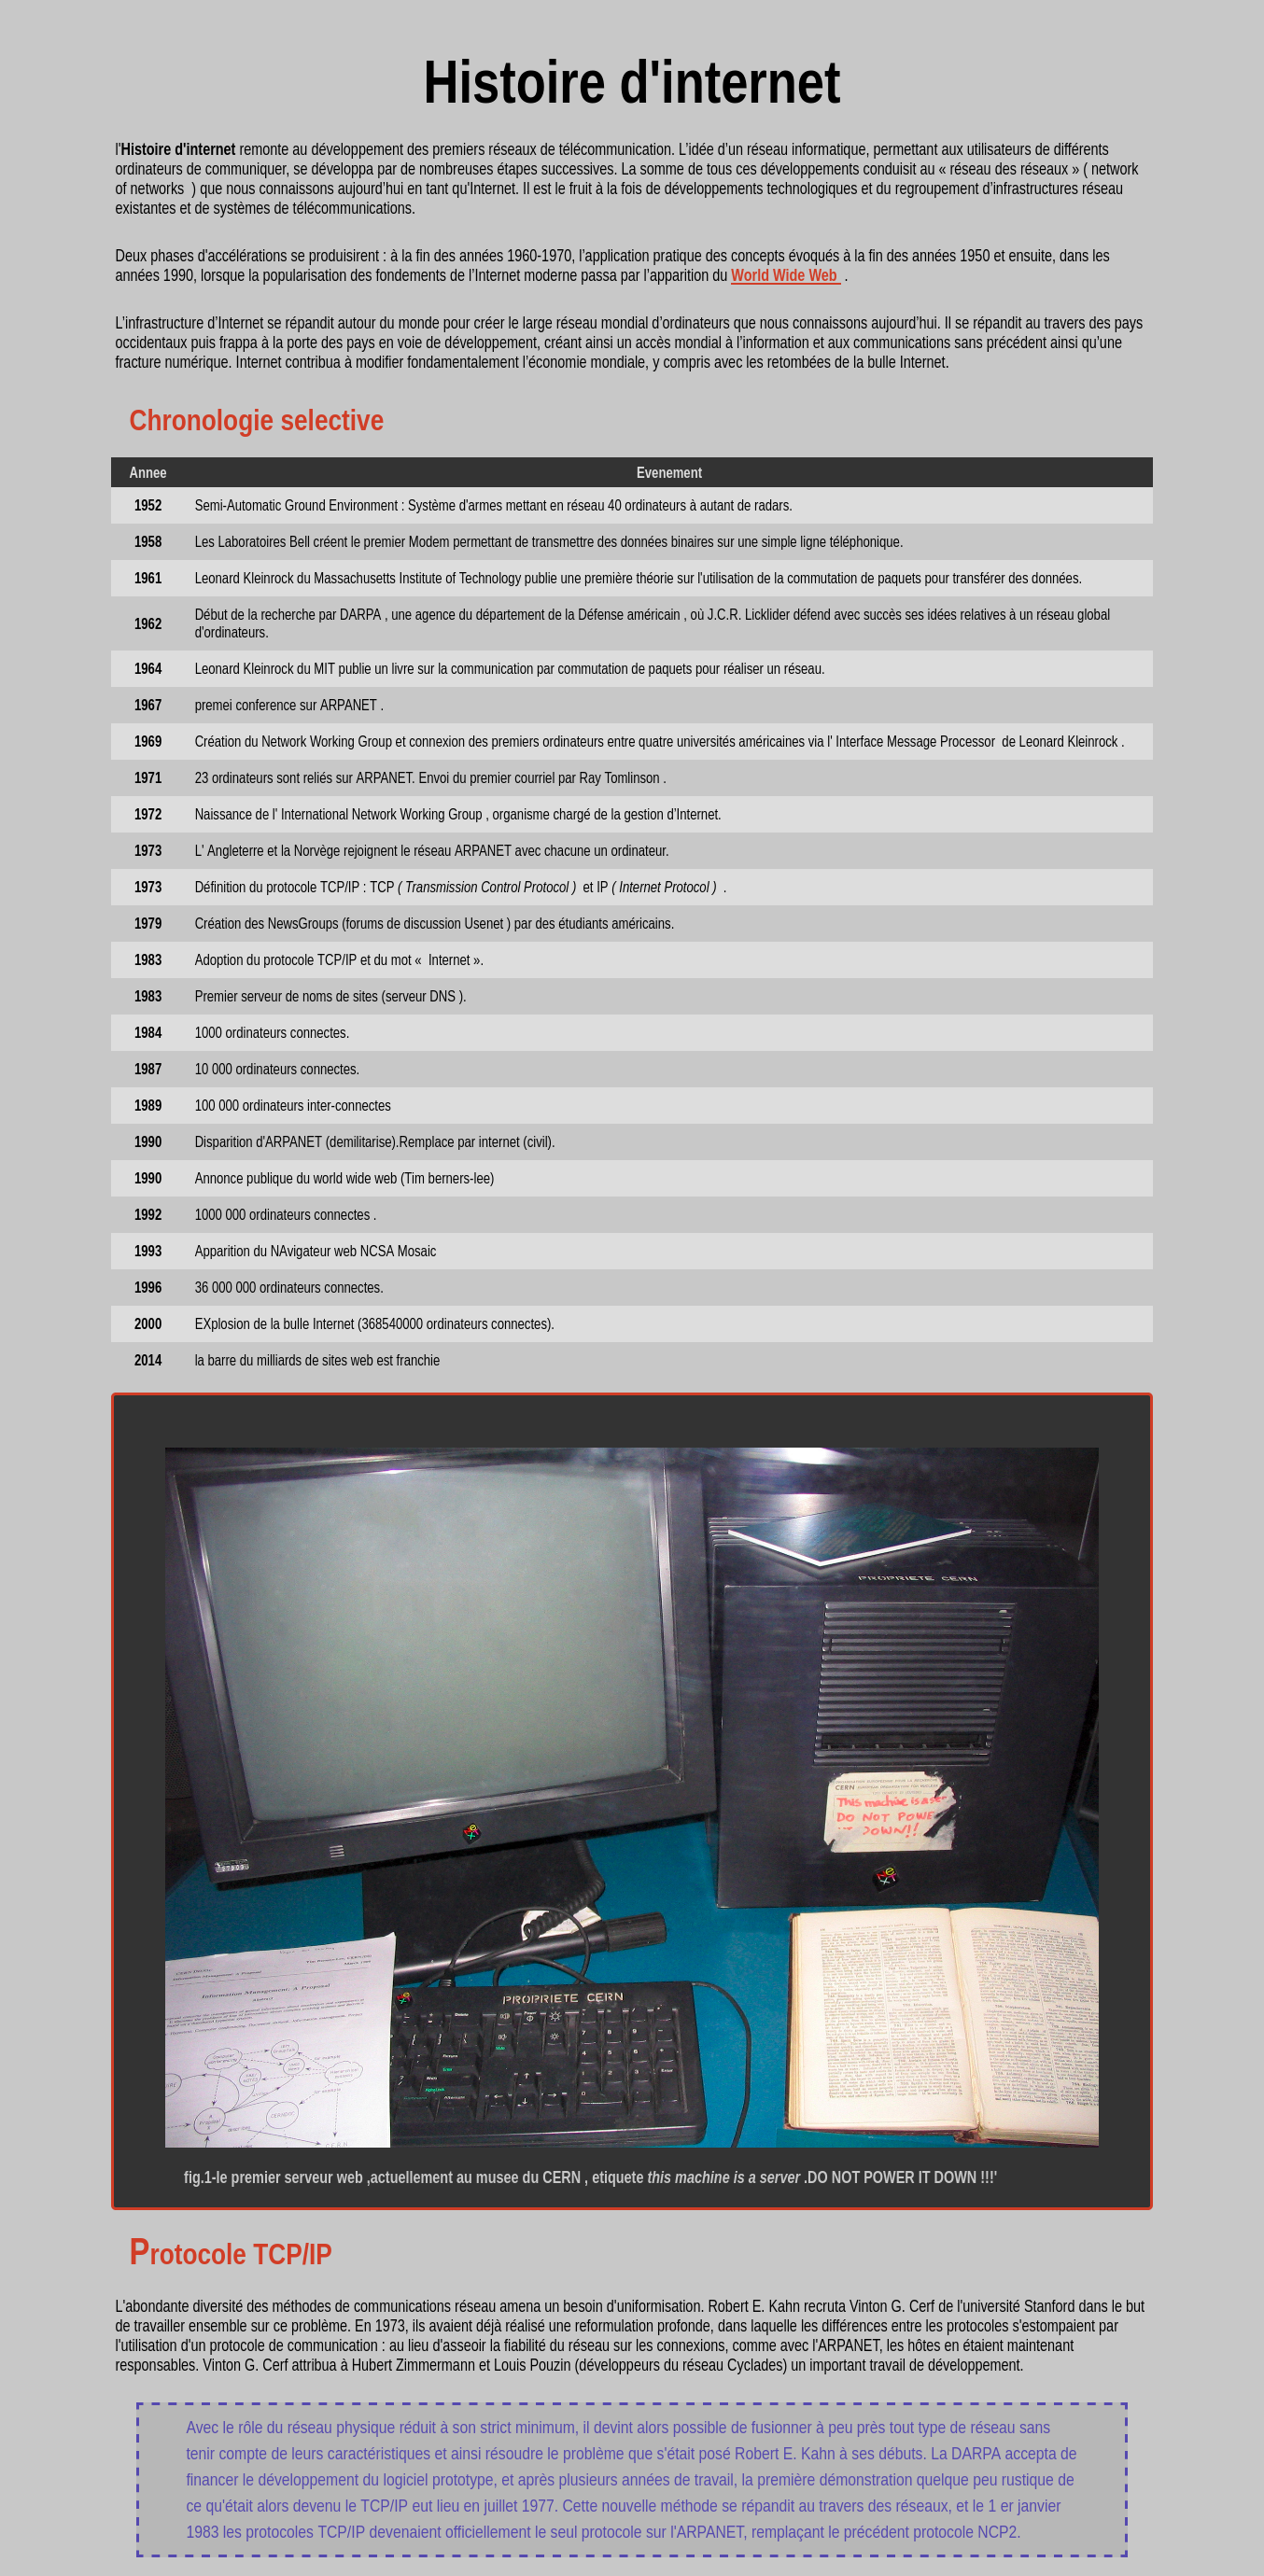 Histoire d'internet
l'Histoire d'internet remonte au développement des premiers réseaux de télécommunication. L’idée d’un réseau informatique, permettant aux utilisateurs de différents
ordinateurs de communiquer, se développa par de nombreuses étapes successives. La somme de tous ces développements conduisit au « réseau des réseaux » ( network
of networks  ) que nous connaissons aujourd’hui en tant qu'Internet. Il est le fruit à la fois de développements technologiques et du regroupement d’infrastructures réseau
existantes et de systèmes de télécommunications.
Deux phases d'accélérations se produisirent : à la fin des années 1960-1970, l’application pratique des concepts évoqués à la fin des années 1950 et ensuite, dans les
années 1990, lorsque la popularisation des fondements de l’Internet moderne passa par l’apparition du World Wide Web  .
L’infrastructure d’Internet se répandit autour du monde pour créer le large réseau mondial d’ordinateurs que nous connaissons aujourd’hui. Il se répandit au travers des pays
occidentaux puis frappa à la porte des pays en voie de développement, créant ainsi un accès mondial à l’information et aux communications sans précédent ainsi qu’une
fracture numérique. Internet contribua à modifier fondamentalement l’économie mondiale, y compris avec les retombées de la bulle Internet.
Chronologie selective
Annee Evenement
1952 Semi-Automatic Ground Environment : Système d'armes mettant en réseau 40 ordinateurs à autant de radars.
1958 Les Laboratoires Bell créent le premier Modem permettant de transmettre des données binaires sur une simple ligne téléphonique.
1961 Leonard Kleinrock du Massachusetts Institute of Technology publie une première théorie sur l'utilisation de la commutation de paquets pour transférer des données.
1962 Début de la recherche par DARPA , une agence du département de la Défense américain , où J.C.R. Licklider défend avec succès ses idées relatives à un réseau global
d'ordinateurs.
1964 Leonard Kleinrock du MIT publie un livre sur la communication par commutation de paquets pour réaliser un réseau.
1967 premei conference sur ARPANET .
1969 Création du Network Working Group et connexion des premiers ordinateurs entre quatre universités américaines via l' Interface Message Processor  de Leonard Kleinrock .
1971 23 ordinateurs sont reliés sur ARPANET. Envoi du premier courriel par Ray Tomlinson .
1972 Naissance de l' International Network Working Group , organisme chargé de la gestion d’Internet.
1973 L' Angleterre et la Norvège rejoignent le réseau ARPANET avec chacune un ordinateur.
1973 Définition du protocole TCP/IP : TCP ( Transmission Control Protocol )  et IP ( Internet Protocol )  .
1979 Création des NewsGroups (forums de discussion Usenet ) par des étudiants américains.
1983 Adoption du protocole TCP/IP et du mot «  Internet ».
1983 Premier serveur de noms de sites (serveur DNS ).
1984 1000 ordinateurs connectes.
1987 10 000 ordinateurs connectes.
1989 100 000 ordinateurs inter-connectes
1990 Disparition d'ARPANET (demilitarise).Remplace par internet (civil).
1990 Annonce publique du world wide web (Tim berners-lee)
1992 1000 000 ordinateurs connectes .
1993 Apparition du NAvigateur web NCSA Mosaic
1996 36 000 000 ordinateurs connectes.
2000 EXplosion de la bulle Internet (368540000 ordinateurs connectes).
2014 la barre du milliards de sites web est franchie
PROPRIETE CERN
CERN
This machine is a
DO NOT POWE
DOWN!!
Information Management: A Proposal
Abstract
PROPRIETE CERN
fig.1-le premier serveur web ,actuellement au musee du CERN , etiquete this machine is a server .DO NOT POWER IT DOWN !!!'
Protocole TCP/IP
L'abondante diversité des méthodes de communications réseau amena un besoin d'uniformisation. Robert E. Kahn recruta Vinton G. Cerf de l'université Stanford dans le but
de travailler ensemble sur ce problème. En 1973, ils avaient déjà réalisé une reformulation profonde, dans laquelle les différences entre les protocoles s'estompaient par
l'utilisation d'un protocole de communication : au lieu d'asseoir la fiabilité du réseau sur les connexions, comme avec l'ARPANET, les hôtes en étaient maintenant
responsables. Vinton G. Cerf attribua à Hubert Zimmermann et Louis Pouzin (développeurs du réseau Cyclades) un important travail de développement.
Avec le rôle du réseau physique réduit à son strict minimum, il devint alors possible de fusionner à peu près tout type de réseau sans
tenir compte de leurs caractéristiques et ainsi résoudre le problème que s'était posé Robert E. Kahn à ses débuts. La DARPA accepta de
financer le développement du logiciel prototype, et après plusieurs années de travail, la première démonstration quelque peu rustique de
ce qu'était alors devenu le TCP/IP eut lieu en juillet 1977. Cette nouvelle méthode se répandit au travers des réseaux, et le 1 er janvier
1983 les protocoles TCP/IP devenaient officiellement le seul protocole sur l'ARPANET, remplaçant le précédent protocole NCP2.